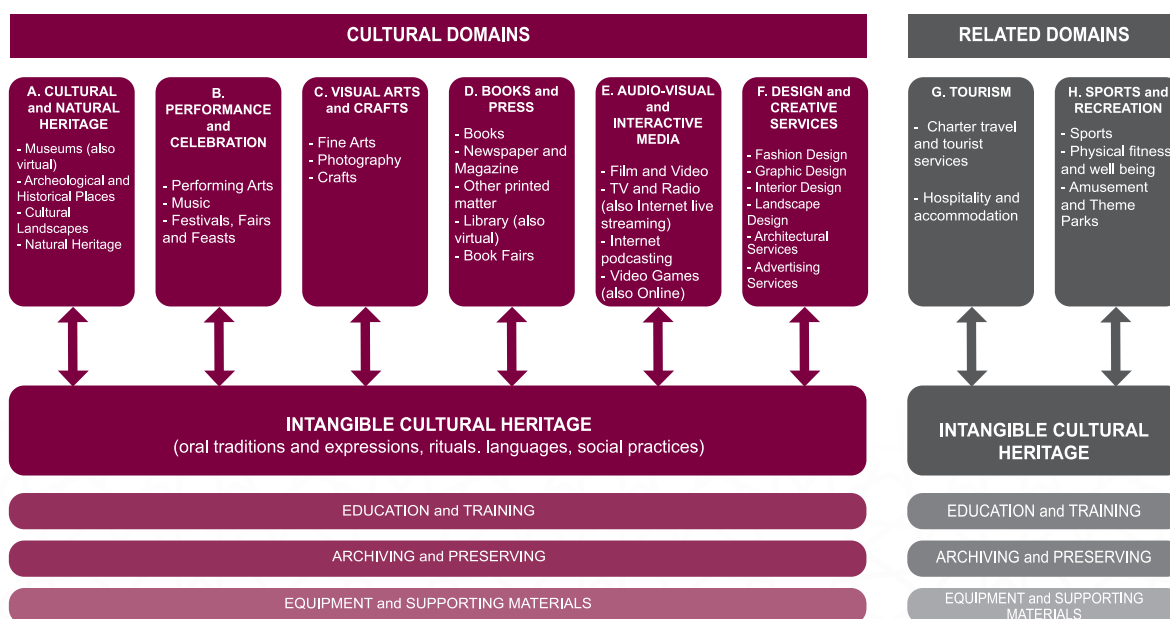 CULTURAL DOMAINS
A. CULTURAL
and NATURAL
HERITAGE
- Museums (also
virtual)
- Archeological and
Historical Places
- Cultural
Landscapes
- Natural Heritage
B.
PERFORMANCE
and
CELEBRATION
- Performing Arts
- Music
- Festivals, Fairs
and Feasts
C. VISUAL ARTS
and CRAFTS
- Fine Arts
- Photography
- Crafts
D. BOOKS and
PRESS
- Books
- Newspaper and
Magazine
- Other printed
matter
- Library (also
virtual)
- Book Fairs
E. AUDIO-VISUAL
and
INTERACTIVE
MEDIA
- Film and Video
- TV and Radio
(also Internet live
streaming)
- Internet
podcasting
- Video Games
(also Online)
F. DESIGN and
CREATIVE
SERVICES
- Fashion Design
- Graphic Design
- Interior Design
- Landscape
Design
- Architectural
Services
- Advertising
Services
INTANGIBLE CULTURAL HERITAGE
(oral traditions and expressions, rituals. languages, social practices)
EDUCATION and TRAINING
ARCHIVING and PRESERVING
EQUIPMENT and SUPPORTING MATERIALS
RELATED DOMAINS
G. TOURISM
- Charter travel
and tourist
services
- Hospitality and
accommodation
H. SPORTS and
RECREATION
- Sports
- Physical fitness
and well being
- Amusement
and Theme
Parks
INTANGIBLE CULTURAL
HERITAGE
EDUCATION and TRAINING
ARCHIVING and PRESERVING
EQUIPMENT and SUPPORTING
MATERIALS